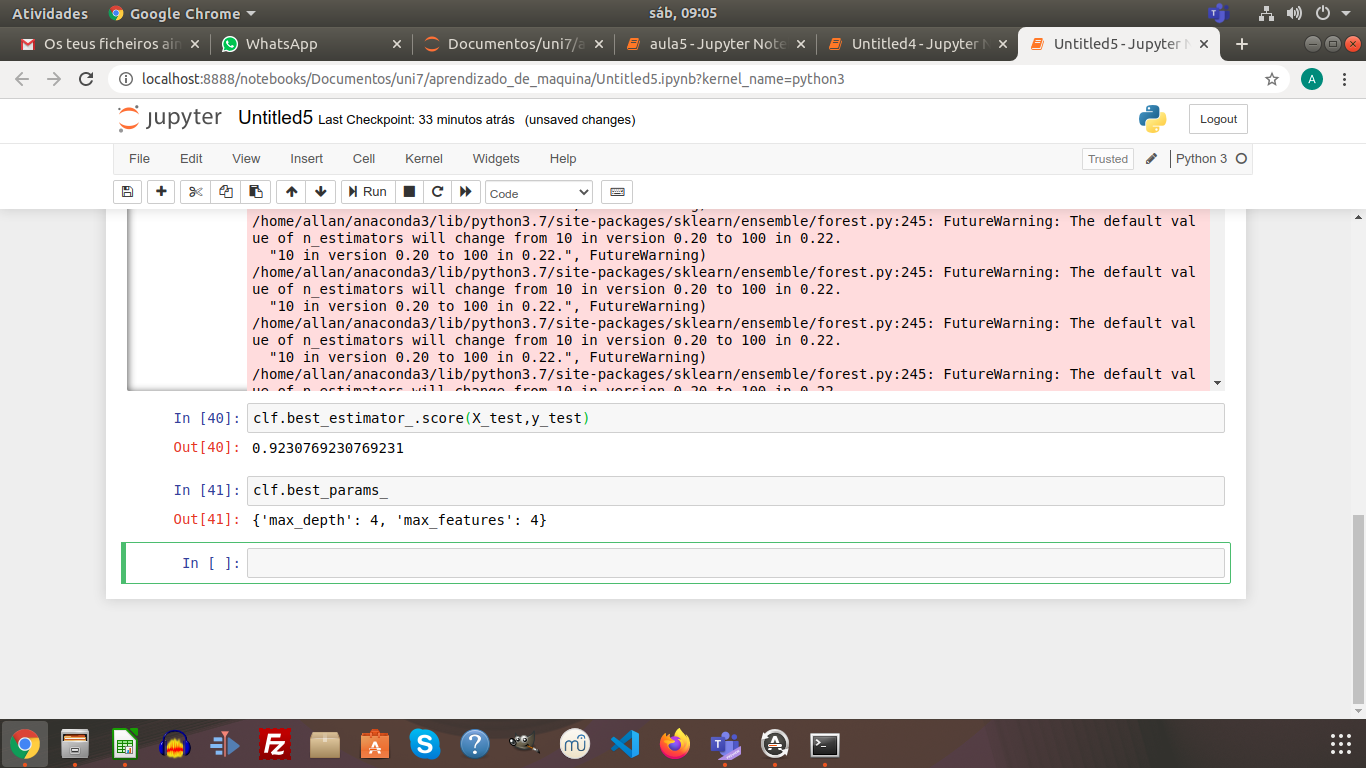 Atividades
Google Chrome
sáb, 09:05
Os teus ficheiros ain
WhatsApp
Documentos/uni7/a
aula5 - Jupyter Note
Untitled4 - Jupyter N
Untitled5 - Jupyter N
localhost:8888/notebooks/Documentos/uni7/aprendizado_de_maquina/Untitled5.ipynb?kernel_name=python3
A
jupyter Untitled5 Last Checkpoint: 33 minutos atrás (unsaved changes)
Logout
File Edit View Insert Cell Kernel Widgets Help
Trusted
Python 3
Run
Code
/home/allan/anaconda3/lib/python3.7/site-packages/sklearn/ensemble/forest.py:245: FutureWarning: The default val
ue of n_estimators will change from 10 in version 0.20 to 100 in 0.22.
"10 in version 0.20 to 100 in 0.22.", FutureWarning)
/home/allan/anaconda3/lib/python3.7/site-packages/sklearn/ensemble/forest.py:245: FutureWarning: The default val
ue of n_estimators will change from 10 in version 0.20 to 100 in 0.22.
"10 in version 0.20 to 100 in 0.22.", FutureWarning)
/home/allan/anaconda3/lib/python3.7/site-packages/sklearn/ensemble/forest.py:245: FutureWarning: The default val
ue of n_estimators will change from 10 in version 0.20 to 100 in 0.22.
"10 in version 0.20 to 100 in 0.22.", FutureWarning)
/home/allan/anaconda3/lib/python3.7/site-packages/sklearn/ensemble/forest.py:245: FutureWarning: The default val
ue of n_estimators will change from 10 in version 0.20 to 100 in 0.22.
In [40]: clf.best_estimator_.score(X_test,y_test)
Out[40]: 0.9230769230769231
In [41]: clf.best_params_
Out[41]: {'max_depth': 4, 'max_features': 4}
In [ ]: